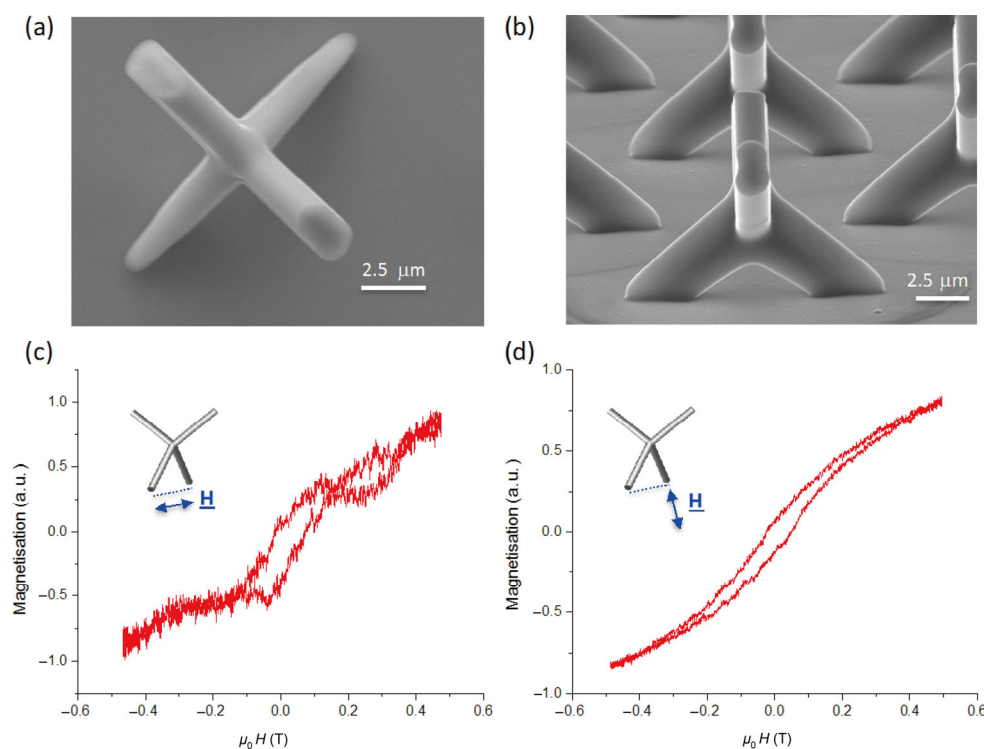 (a)
2.5 µm
(b)
2.5 µm
(c)
Magnetisation (a.u. )
1.0
0.5
0.0
–0.5
–1.0
H
–0.6 –0.4 –0.2 0.0 0.2 0.4 0.6
µ0 H (T)
(d)
Magnetisation (a.u. )
1.0
0.5
0.0
–0.5
–1.0
H
–0.6 –0.4 –0.2 0.0 0.2 0.4 0.6
µ0 H (T)